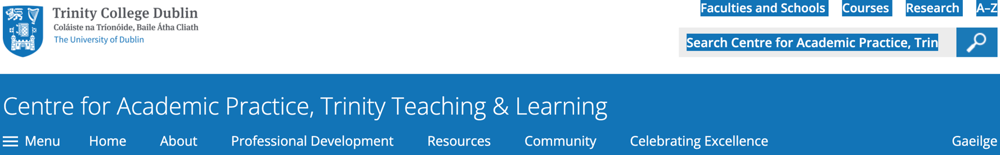 Trinity College Dublin
Coláiste na Tríonóide, Baile Átha Cliath
The University of Dublin
Faculties and Schools Courses Research A–Z
Search Centre for Academic Practice, Trin
Centre for Academic Practice, Trinity Teaching & Learning
Menu Home About Professional Development Resources Community Celebrating Excellence Gaeilge